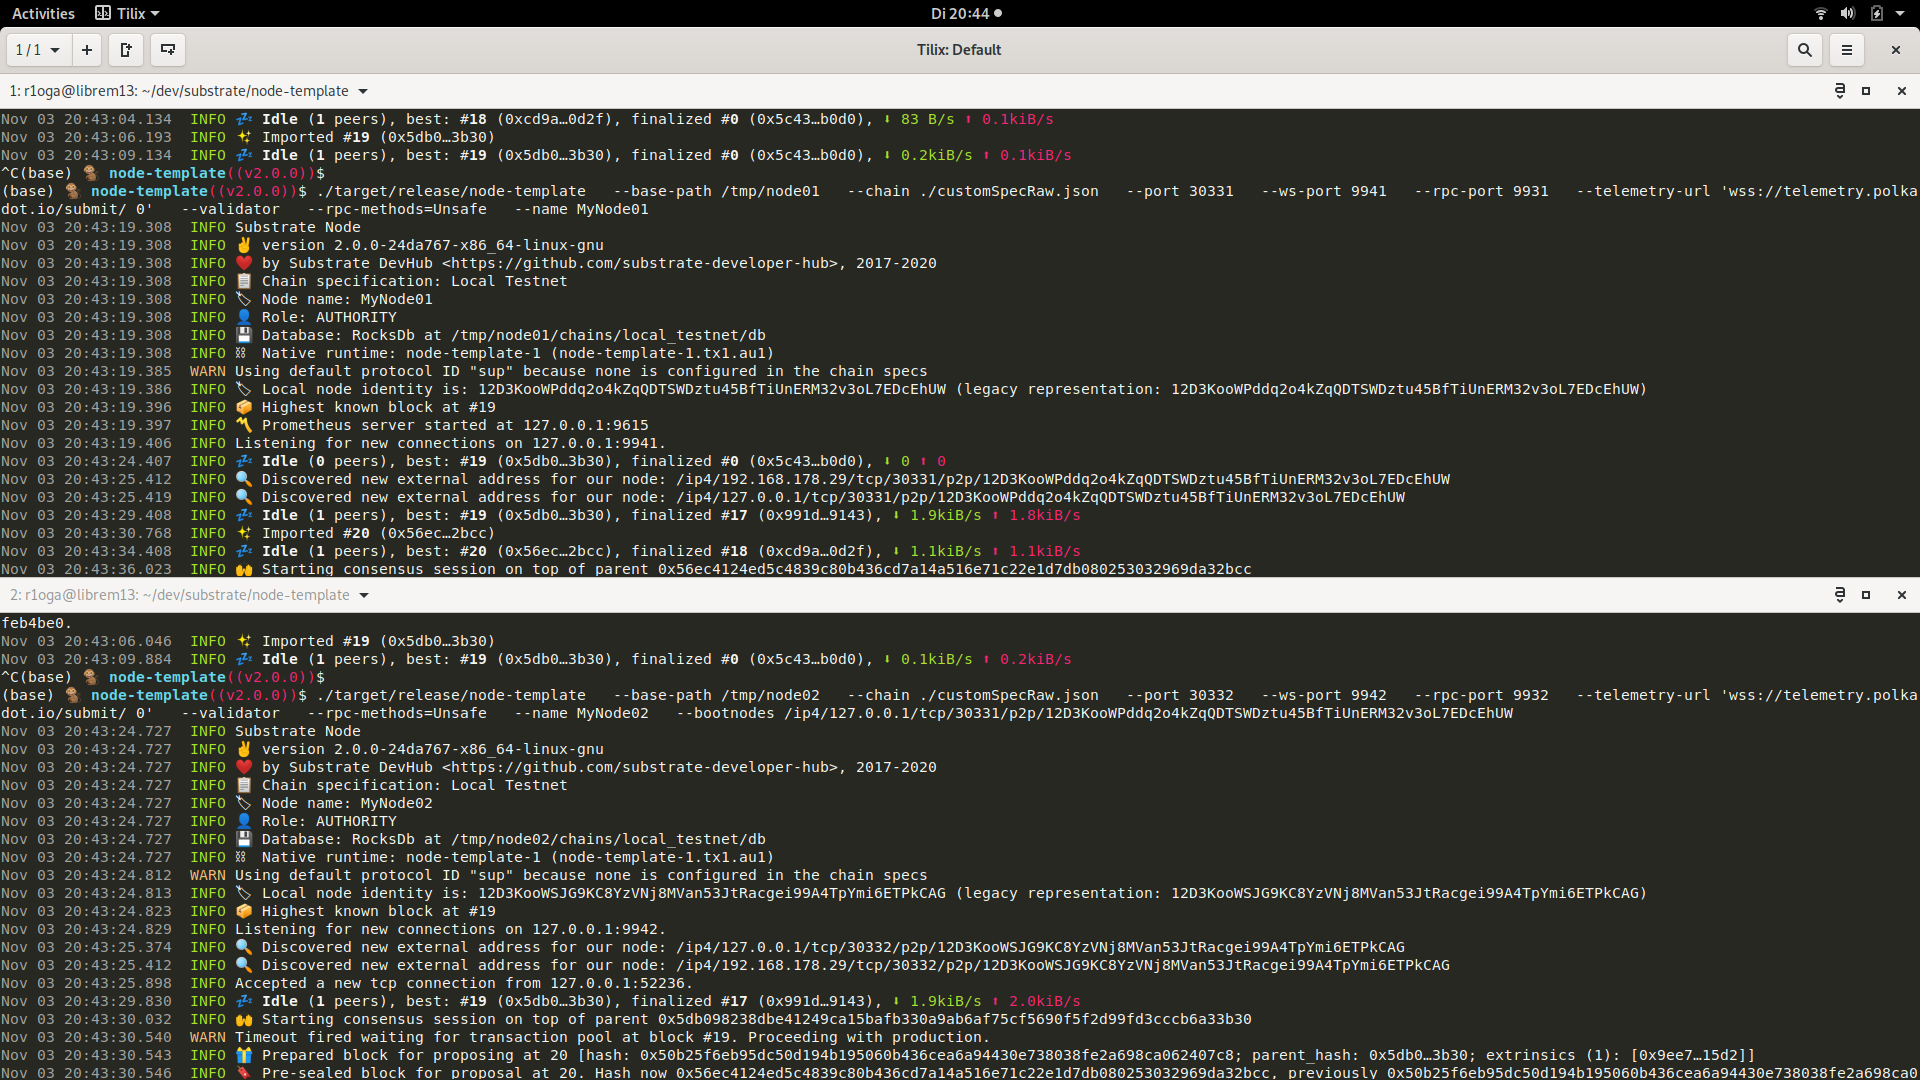 Activities Tilix Di 20:44
1 / 1 Tilix: Default
1: r1oga@librem13: ~/dev/substrate/node-template
Nov 03 20:43:04.134 INFO 💤 Idle (1 peers), best: #18 (0xcd9a…0d2f), finalized #0 (0x5c43…b0d0), ⬇ 83 B/s ⬆ 0.1kiB/s
Nov 03 20:43:06.193 INFO ✨ Imported #19 (0x5db0…3b30)
Nov 03 20:43:09.134 INFO 💤 Idle (1 peers), best: #19 (0x5db0…3b30), finalized #0 (0x5c43…b0d0), ⬇ 0.2kiB/s ⬆ 0.1kiB/s
^C(base) 🐒 node-template((v2.0.0))$
(base) 🐒 node-template((v2.0.0))$ ./target/release/node-template --base-path /tmp/node01 --chain ./customSpecRaw.json --port 30331 --ws-port 9941 --rpc-port 9931 --telemetry-url 'wss://telemetry.polka
dot.io/submit/ 0' --validator --rpc-methods=Unsafe --name MyNode01
Nov 03 20:43:19.308 INFO Substrate Node
Nov 03 20:43:19.308 INFO ✌️ version 2.0.0-24da767-x86_64-linux-gnu
Nov 03 20:43:19.308 INFO ❤️ by Substrate DevHub <https://github.com/substrate-developer-hub>, 2017-2020
Nov 03 20:43:19.308 INFO 📋 Chain specification: Local Testnet
Nov 03 20:43:19.308 INFO 🏷 Node name: MyNode01
Nov 03 20:43:19.308 INFO 👤 Role: AUTHORITY
Nov 03 20:43:19.308 INFO 💾 Database: RocksDb at /tmp/node01/chains/local_testnet/db
Nov 03 20:43:19.308 INFO ⛓ Native runtime: node-template-1 (node-template-1.tx1.au1)
Nov 03 20:43:19.385 WARN Using default protocol ID "sup" because none is configured in the chain specs
Nov 03 20:43:19.386 INFO 🏷 Local node identity is: 12D3KooWPddq2o4kZqQDTSWDztu45BfTiUnERM32v3oL7EDcEhUW (legacy representation: 12D3KooWPddq2o4kZqQDTSWDztu45BfTiUnERM32v3oL7EDcEhUW)
Nov 03 20:43:19.396 INFO 📦 Highest known block at #19
Nov 03 20:43:19.397 INFO 〽️ Prometheus server started at 127.0.0.1:9615
Nov 03 20:43:19.406 INFO Listening for new connections on 127.0.0.1:9941.
Nov 03 20:43:24.407 INFO 💤 Idle (0 peers), best: #19 (0x5db0…3b30), finalized #0 (0x5c43…b0d0), ⬇ 0 ⬆ 0
Nov 03 20:43:25.412 INFO 🔍 Discovered new external address for our node: /ip4/192.168.178.29/tcp/30331/p2p/12D3KooWPddq2o4kZqQDTSWDztu45BfTiUnERM32v3oL7EDcEhUW
Nov 03 20:43:25.419 INFO 🔍 Discovered new external address for our node: /ip4/127.0.0.1/tcp/30331/p2p/12D3KooWPddq2o4kZqQDTSWDztu45BfTiUnERM32v3oL7EDcEhUW
Nov 03 20:43:29.408 INFO 💤 Idle (1 peers), best: #19 (0x5db0…3b30), finalized #17 (0x991d…9143), ⬇ 1.9kiB/s ⬆ 1.8kiB/s
Nov 03 20:43:30.768 INFO ✨ Imported #20 (0x56ec…2bcc)
Nov 03 20:43:34.408 INFO 💤 Idle (1 peers), best: #20 (0x56ec…2bcc), finalized #18 (0xcd9a…0d2f), ⬇ 1.1kiB/s ⬆ 1.1kiB/s
Nov 03 20:43:36.023 INFO 🙌 Starting consensus session on top of parent 0x56ec4124ed5c4839c80b436cd7a14a516e71c22e1d7db080253032969da32bcc
2: r1oga@librem13: ~/dev/substrate/node-template
feb4be0.
Nov 03 20:43:06.046 INFO ✨ Imported #19 (0x5db0…3b30)
Nov 03 20:43:09.884 INFO 💤 Idle (1 peers), best: #19 (0x5db0…3b30), finalized #0 (0x5c43…b0d0), ⬇ 0.1kiB/s ⬆ 0.2kiB/s
^C(base) 🐒 node-template((v2.0.0))$
(base) 🐒 node-template((v2.0.0))$ ./target/release/node-template --base-path /tmp/node02 --chain ./customSpecRaw.json --port 30332 --ws-port 9942 --rpc-port 9932 --telemetry-url 'wss://telemetry.polka
dot.io/submit/ 0' --validator --rpc-methods=Unsafe --name MyNode02 --bootnodes /ip4/127.0.0.1/tcp/30331/p2p/12D3KooWPddq2o4kZqQDTSWDztu45BfTiUnERM32v3oL7EDcEhUW
Nov 03 20:43:24.727 INFO Substrate Node
Nov 03 20:43:24.727 INFO ✌️ version 2.0.0-24da767-x86_64-linux-gnu
Nov 03 20:43:24.727 INFO ❤️ by Substrate DevHub <https://github.com/substrate-developer-hub>, 2017-2020
Nov 03 20:43:24.727 INFO 📋 Chain specification: Local Testnet
Nov 03 20:43:24.727 INFO 🏷 Node name: MyNode02
Nov 03 20:43:24.727 INFO 👤 Role: AUTHORITY
Nov 03 20:43:24.727 INFO 💾 Database: RocksDb at /tmp/node02/chains/local_testnet/db
Nov 03 20:43:24.727 INFO ⛓ Native runtime: node-template-1 (node-template-1.tx1.au1)
Nov 03 20:43:24.812 WARN Using default protocol ID "sup" because none is configured in the chain specs
Nov 03 20:43:24.813 INFO 🏷 Local node identity is: 12D3KooWSJG9KC8YzVNj8MVan53JtRacgei99A4TpYmi6ETPkCAG (legacy representation: 12D3KooWSJG9KC8YzVNj8MVan53JtRacgei99A4TpYmi6ETPkCAG)
Nov 03 20:43:24.823 INFO 📦 Highest known block at #19
Nov 03 20:43:24.829 INFO Listening for new connections on 127.0.0.1:9942.
Nov 03 20:43:25.374 INFO 🔍 Discovered new external address for our node: /ip4/127.0.0.1/tcp/30332/p2p/12D3KooWSJG9KC8YzVNj8MVan53JtRacgei99A4TpYmi6ETPkCAG
Nov 03 20:43:25.412 INFO 🔍 Discovered new external address for our node: /ip4/192.168.178.29/tcp/30332/p2p/12D3KooWSJG9KC8YzVNj8MVan53JtRacgei99A4TpYmi6ETPkCAG
Nov 03 20:43:25.898 INFO Accepted a new tcp connection from 127.0.0.1:52236.
Nov 03 20:43:29.830 INFO 💤 Idle (1 peers), best: #19 (0x5db0…3b30), finalized #17 (0x991d…9143), ⬇ 1.9kiB/s ⬆ 2.0kiB/s
Nov 03 20:43:30.032 INFO 🙌 Starting consensus session on top of parent 0x5db098238dbe41249ca15bafb330a9ab6af75cf5690f5f2d99fd3cccb6a33b30
Nov 03 20:43:30.540 WARN Timeout fired waiting for transaction pool at block #19. Proceeding with production.
Nov 03 20:43:30.543 INFO 🎁 Prepared block for proposing at 20 [hash: 0x50b25f6eb95dc50d194b195060b436cea6a94430e738038fe2a698ca062407c8; parent_hash: 0x5db0…3b30; extrinsics (1): [0x9ee7…15d2]]
Nov 03 20:43:30.546 INFO 🔖 Pre-sealed block for proposal at 20. Hash now 0x56ec4124ed5c4839c80b436cd7a14a516e71c22e1d7db080253032969da32bcc, previously 0x50b25f6eb95dc50d194b195060b436cea6a94430e738038fe2a698ca0